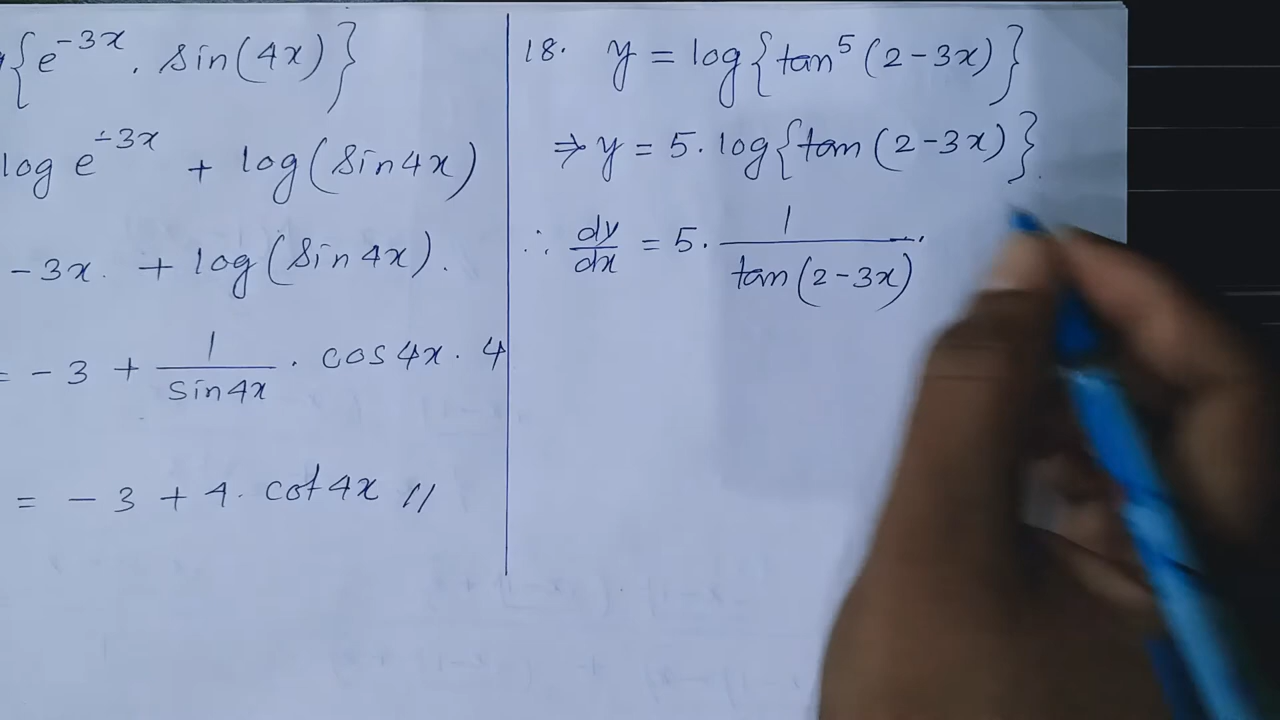 {e^{-3x} . sin(4x)}
log e^{-3x} + log(sin4x)
-3x. + log(sin4x).
= -3 + 1/sin4x . cos4x . 4
= -3 + 4. cot4x //
18. y = log{tan^5(2-3x)}
⇒ y = 5. log{tan(2-3x)}.
∴ dy/dx = 5. 1/tan(2-3x) .